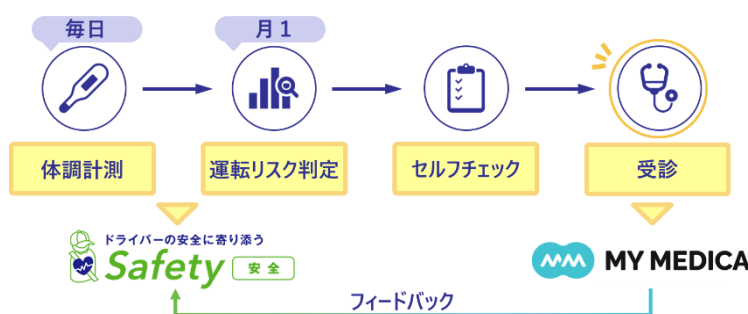 毎日
月1
体調計測
運転リスク判定
セルフチェック
受診
ドライバーの安全に寄り添う
Safety 安全
MY MEDICA
フィードバック